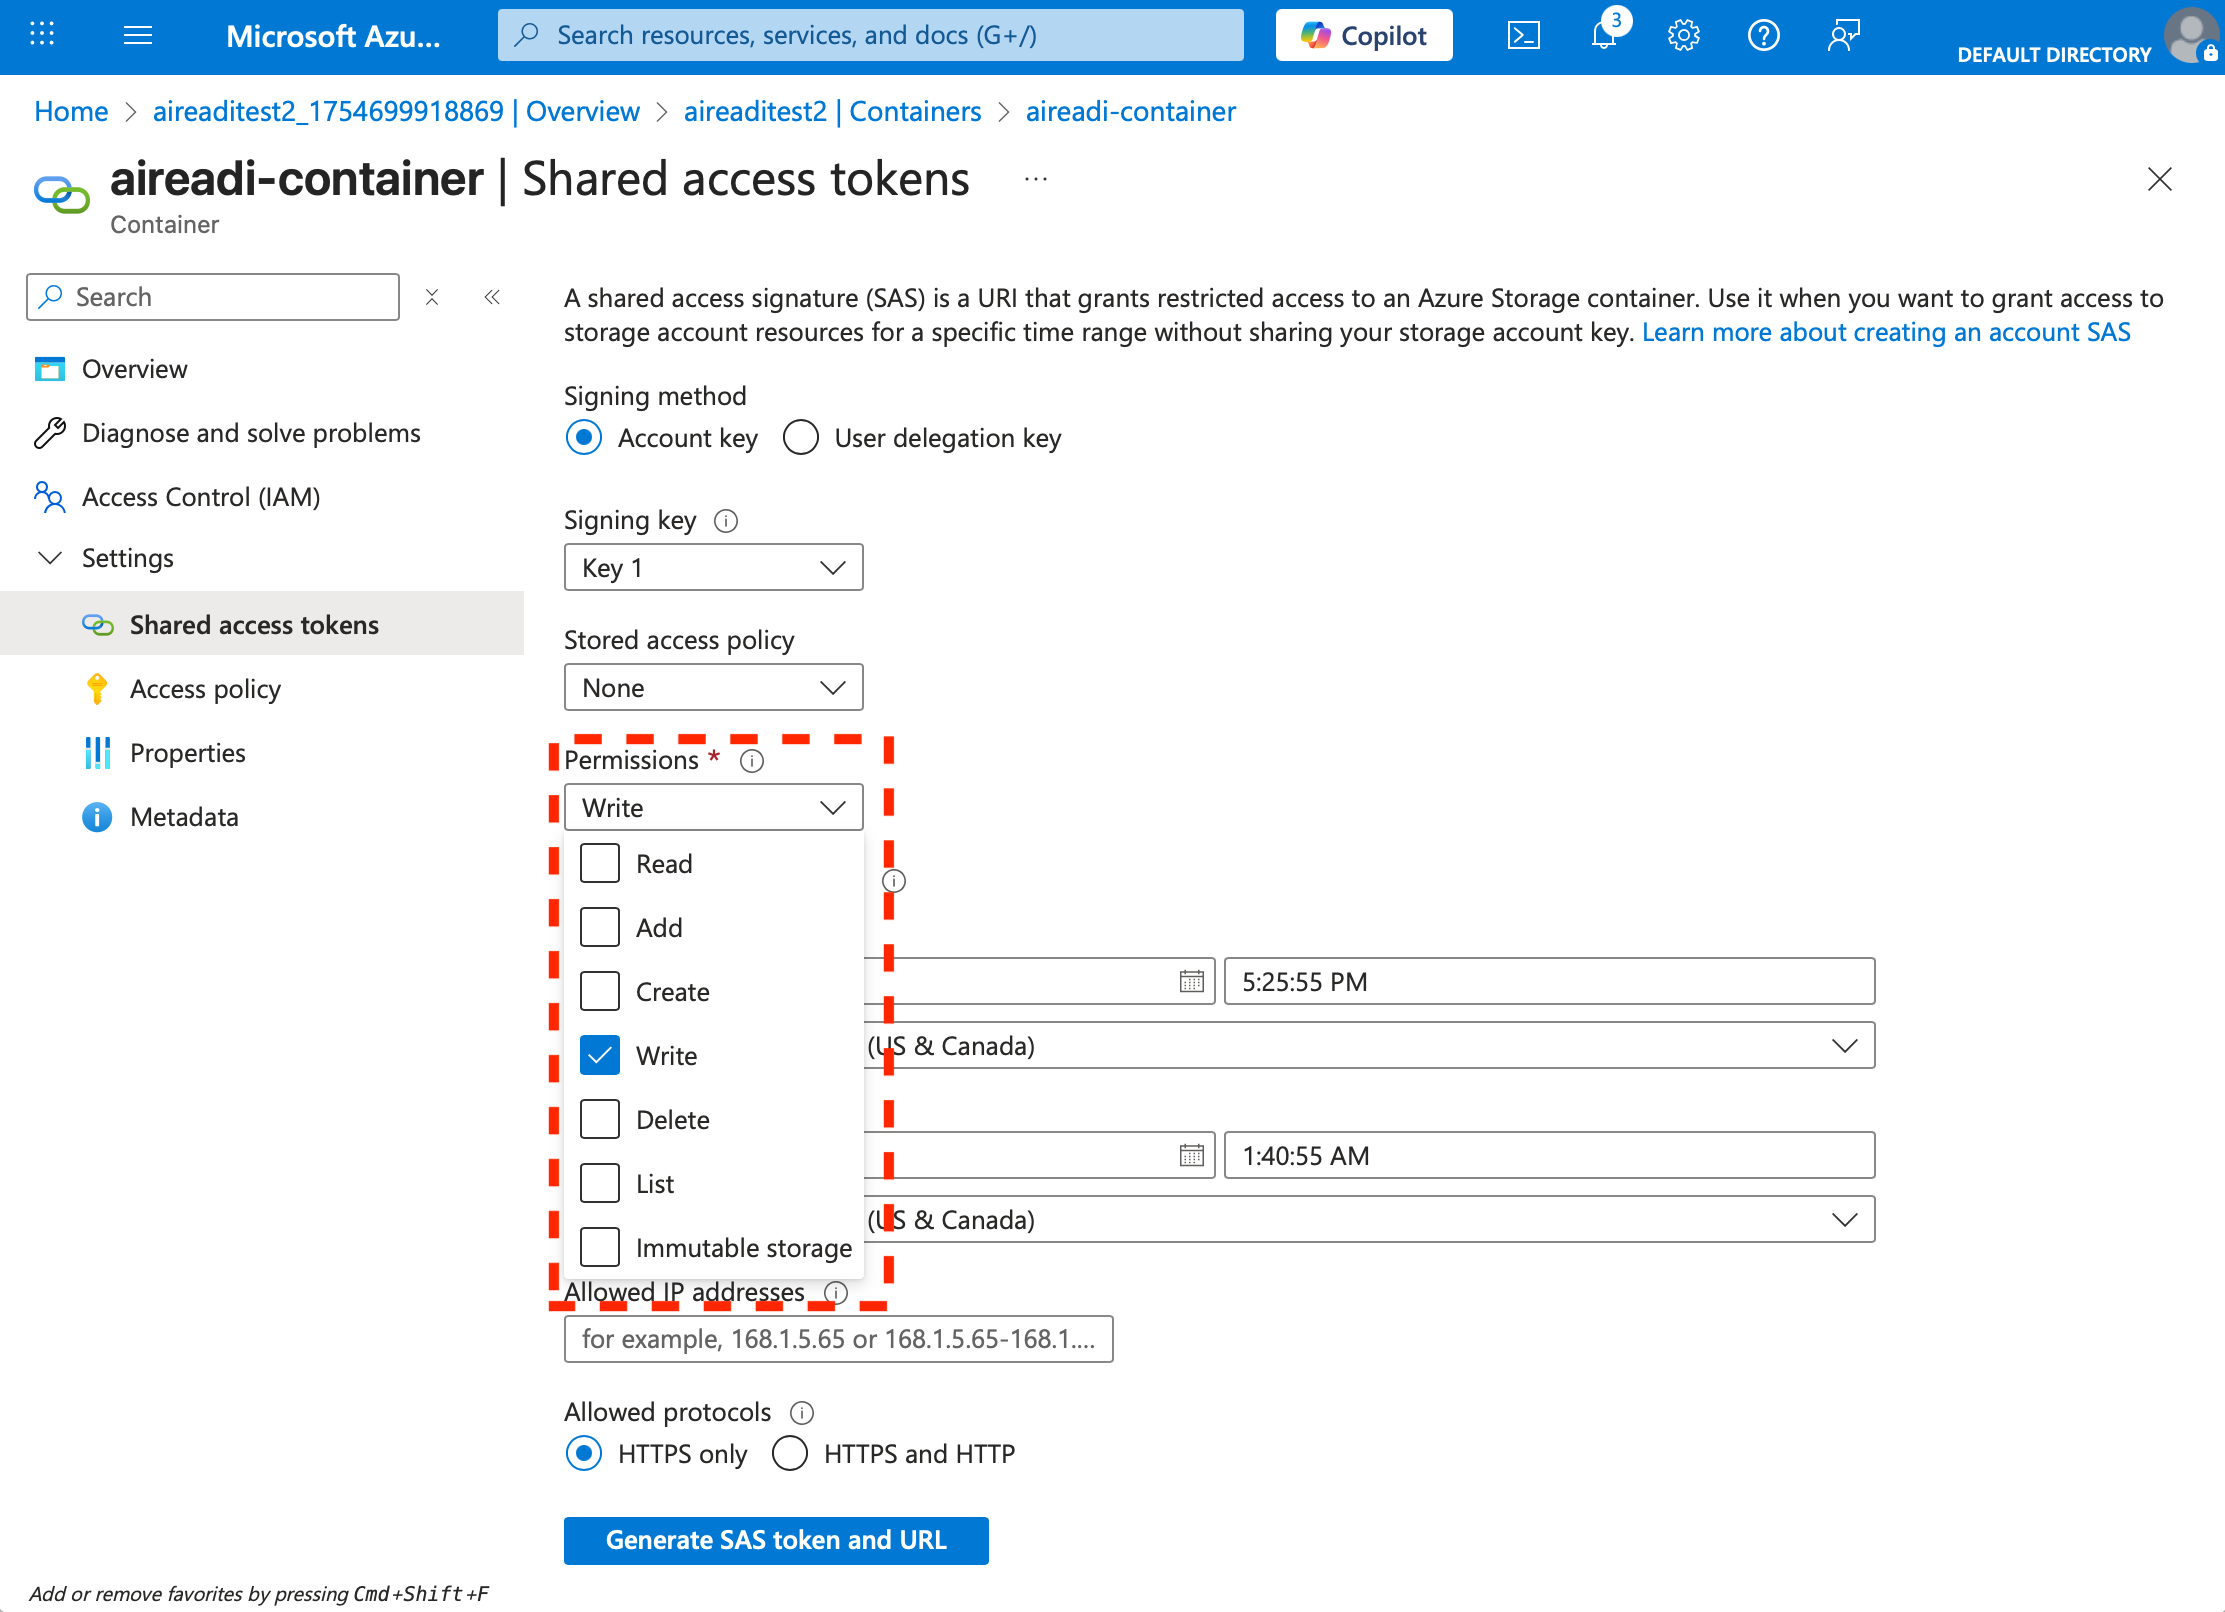 Microsoft Azu...
Search resources, services, and docs (G+/)
Copilot
3
DEFAULT DIRECTORY
Home > aireaditest2_1754699918869 | Overview > aireaditest2 | Containers > aireadi-container
aireadi-container | Shared access tokens ...
Container
Search
Overview
Diagnose and solve problems
Access Control (IAM)
Settings
Shared access tokens
Access policy
Properties
Metadata
A shared access signature (SAS) is a URI that grants restricted access to an Azure Storage container. Use it when you want to grant access to
storage account resources for a specific time range without sharing your storage account key. Learn more about creating an account SAS
Signing method
Account key User delegation key
Signing key
Key 1
Stored access policy
None
Permissions *
Write
Read
Add
Create
Write
Delete
List
Immutable storage
5:25:55 PM
(US & Canada)
1:40:55 AM
(US & Canada)
Allowed IP addresses
for example, 168.1.5.65 or 168.1.5.65-168.1....
Allowed protocols
HTTPS only HTTPS and HTTP
Generate SAS token and URL
Add or remove favorites by pressing Cmd+Shift+F